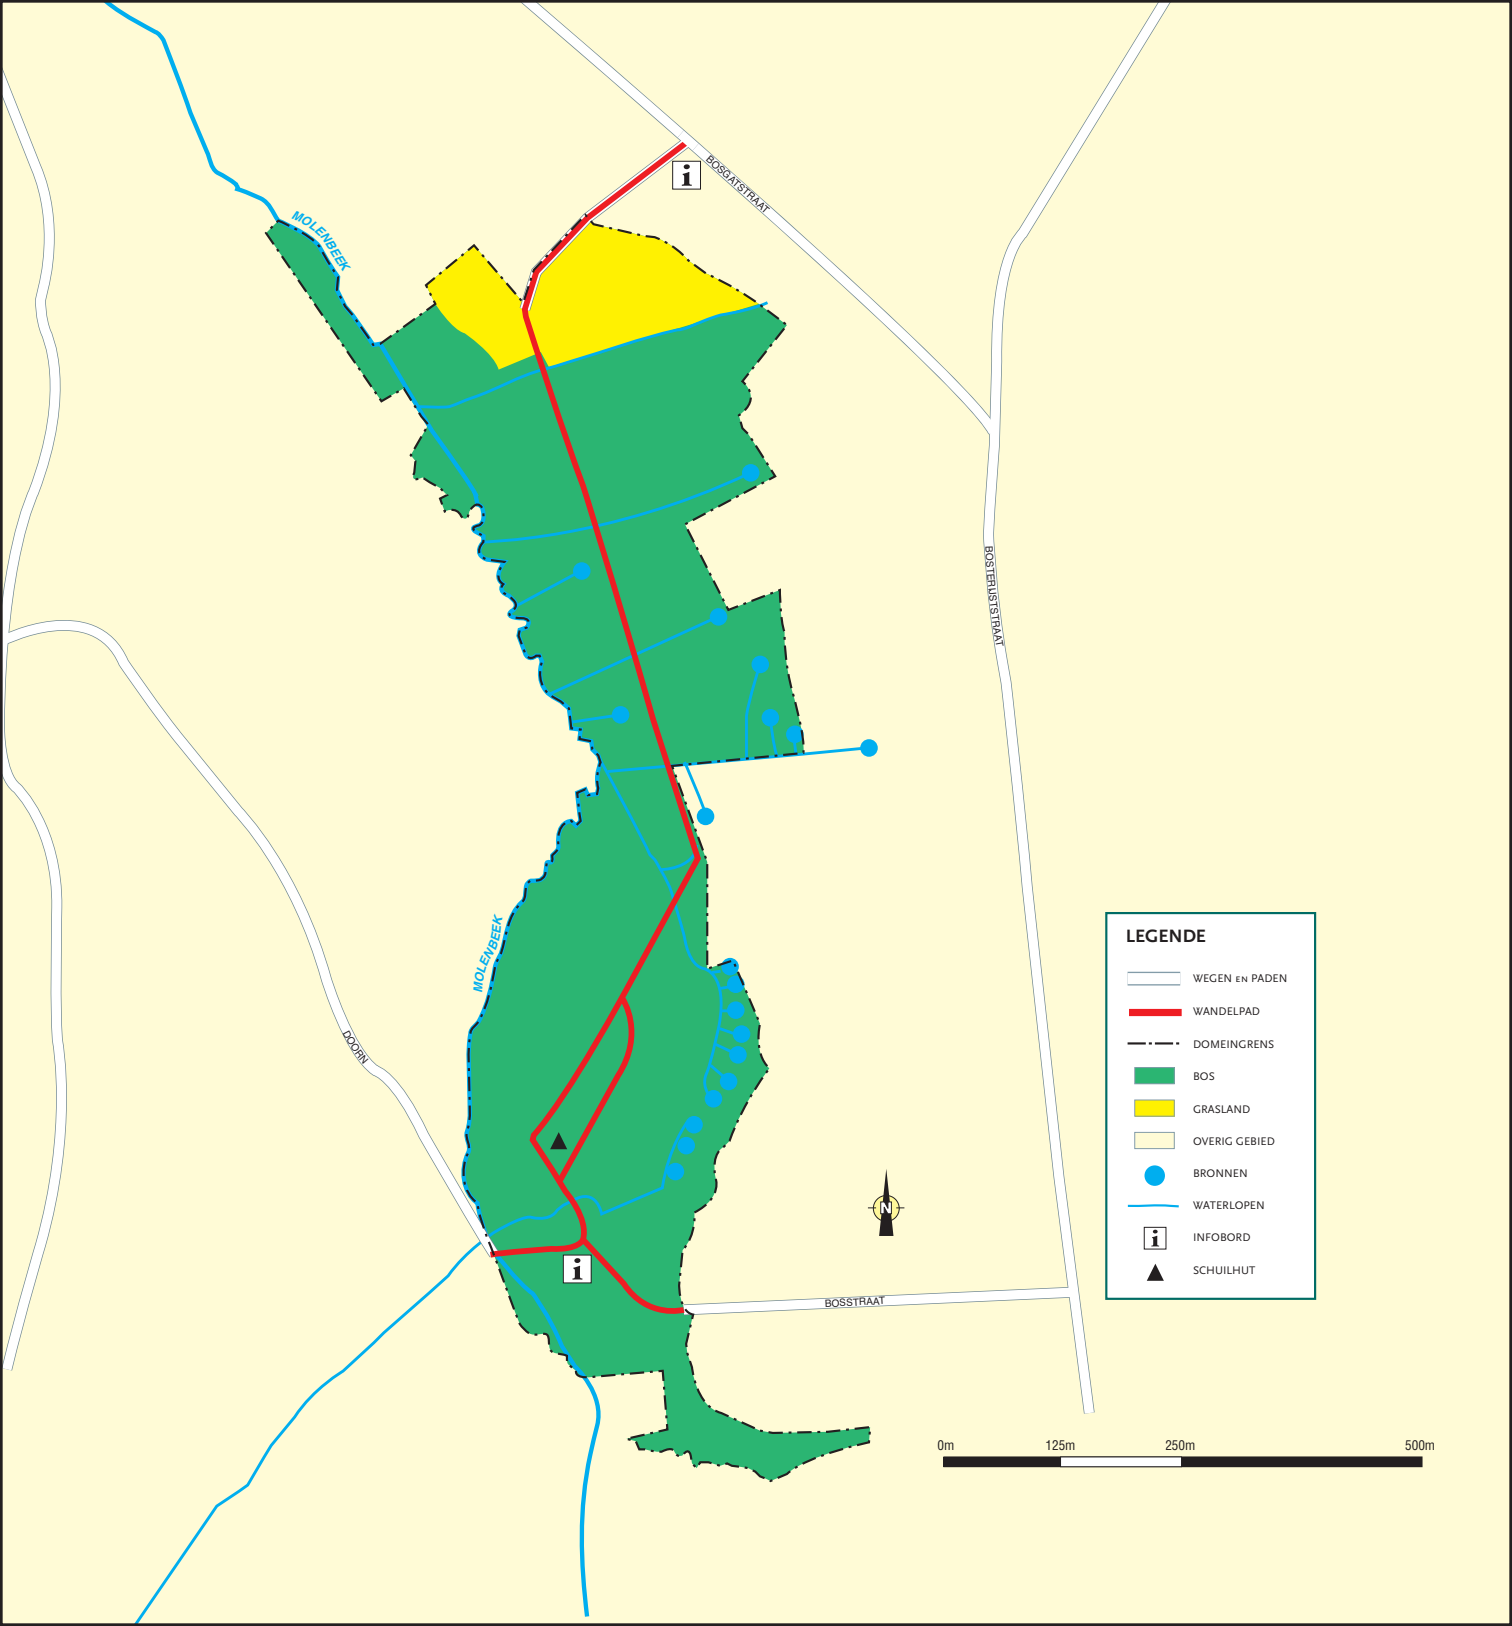 BOSGATSTRAAT
MOLENBEEK
BOSTERIJTSTRAAT
MOLENBEEK
DOORN
BOSSTRAAT
N
LEGENDE
WEGEN EN PADEN
WANDELPAD
DOMEINGRENS
BOS
GRASLAND
OVERIG GEBIED
BRONNEN
WATERLOPEN
i INFOBORD
SCHUILHUT
i
i
0m 125m 250m 500m